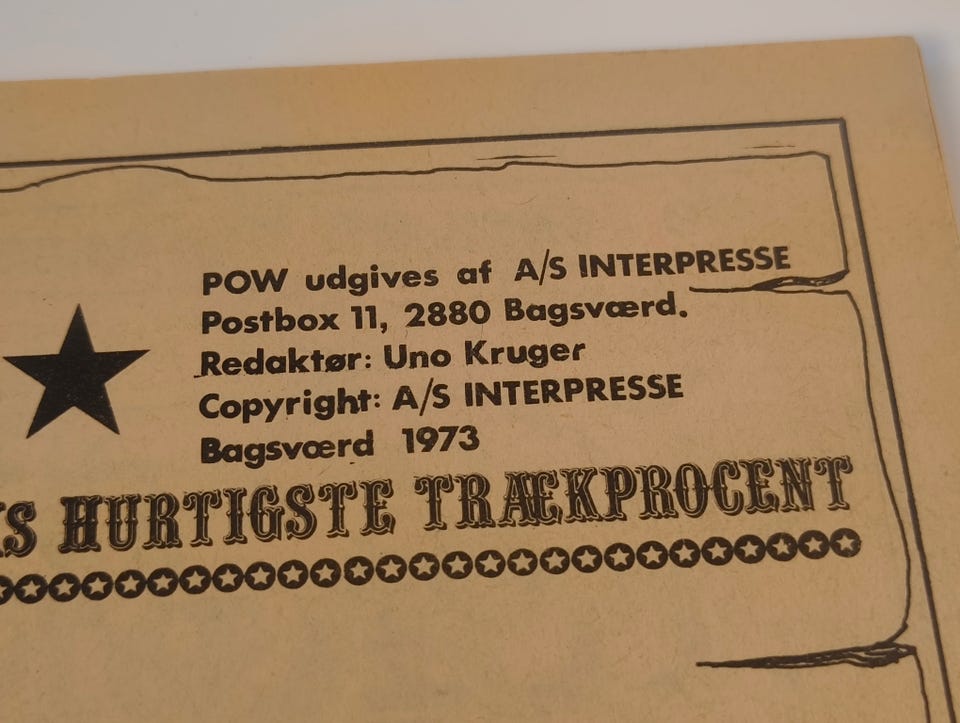 POW udgives af A/S INTERPRESSE
Postbox 11, 2880 Bagsværd.
Redaktør: Uno Kruger
Copyright: A/S INTERPRESSE
Bagsværd 1973
HURTIGSTE TRÆKPROCENT